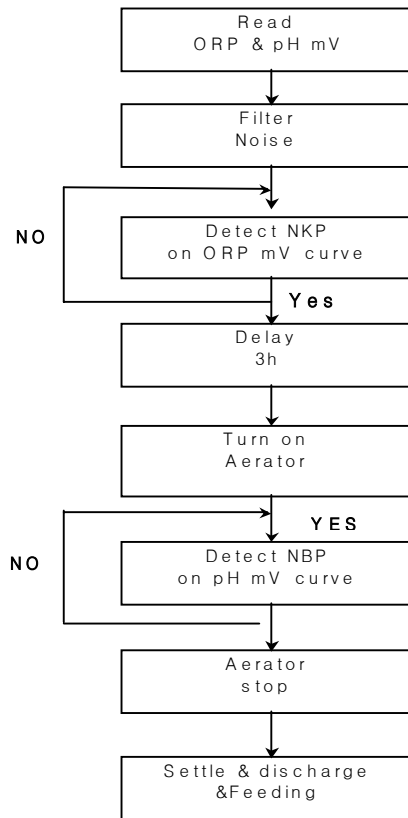 Read
ORP & pH mV
Filter
Noise
NO
Detect NKP
on ORP mV curve
Yes
Delay
3h
Turn on
Aerator
YES
NO
Detect NBP
on pH mV curve
Aerator
stop
Settle & discharge
&Feeding